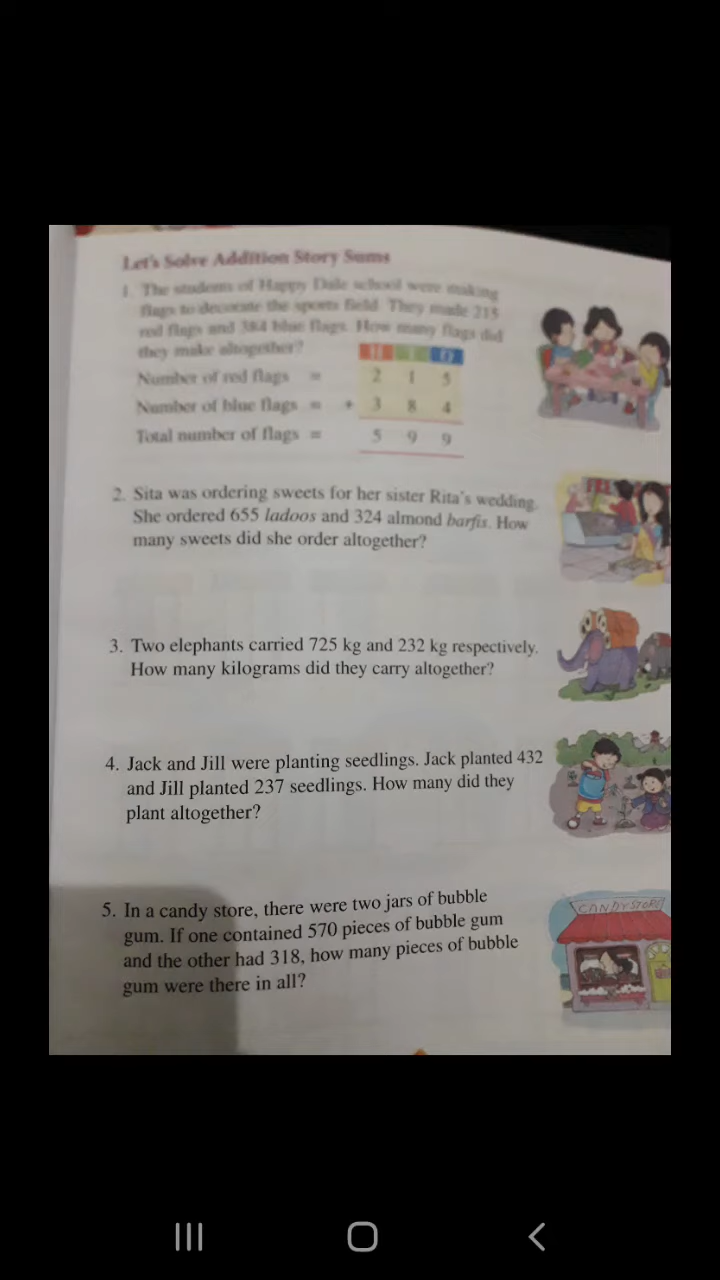 Let's Solve Addition Story Sums
1. The students of Happy Dale school were making
flags to decorate the sports field. They made 215
red flags and 384 blue flags. How many flags did
they make altogether?
H T O
Number of red flags = 2 1 5
Number of blue flags = + 3 8 4
Total number of flags = 5 9 9
2. Sita was ordering sweets for her sister Rita's wedding.
She ordered 655 ladoos and 324 almond barfis. How
many sweets did she order altogether?
3. Two elephants carried 725 kg and 232 kg respectively.
How many kilograms did they carry altogether?
4. Jack and Jill were planting seedlings. Jack planted 432
and Jill planted 237 seedlings. How many did they
plant altogether?
5. In a candy store, there were two jars of bubble
gum. If one contained 570 pieces of bubble gum
and the other had 318, how many pieces of bubble
gum were there in all?
CANDY STORE